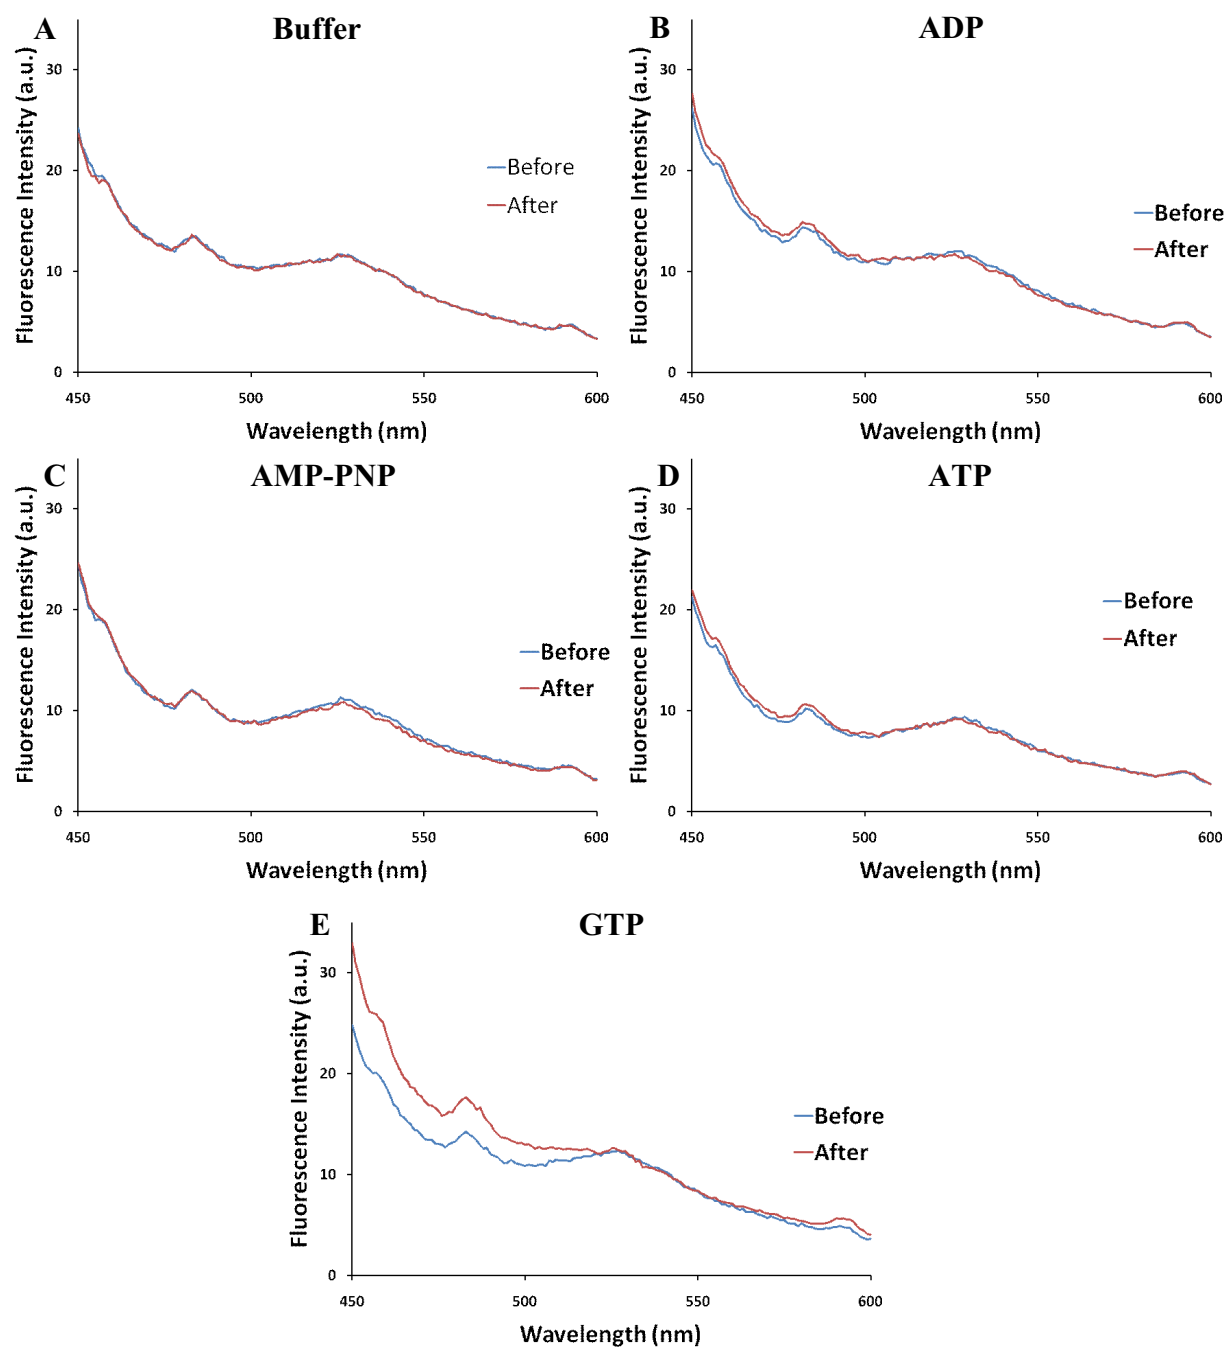 A
Buffer
Fluorescence Intensity (a.u.)
30
20
10
0
450
500
550
600
Wavelength (nm)
Before
After
B
ADP
Fluorescence Intensity (a.u.)
30
20
10
0
450
500
550
600
Wavelength (nm)
Before
After
C
AMP-PNP
Fluorescence Intensity (a.u.)
30
20
10
0
450
500
550
600
Wavelength (nm)
Before
After
D
ATP
Fluorescence Intensity (a.u.)
30
20
10
0
450
500
550
600
Wavelength (nm)
Before
After
E
GTP
Fluorescence Intensity (a.u.)
30
20
10
0
450
500
550
600
Wavelength (nm)
Before
After